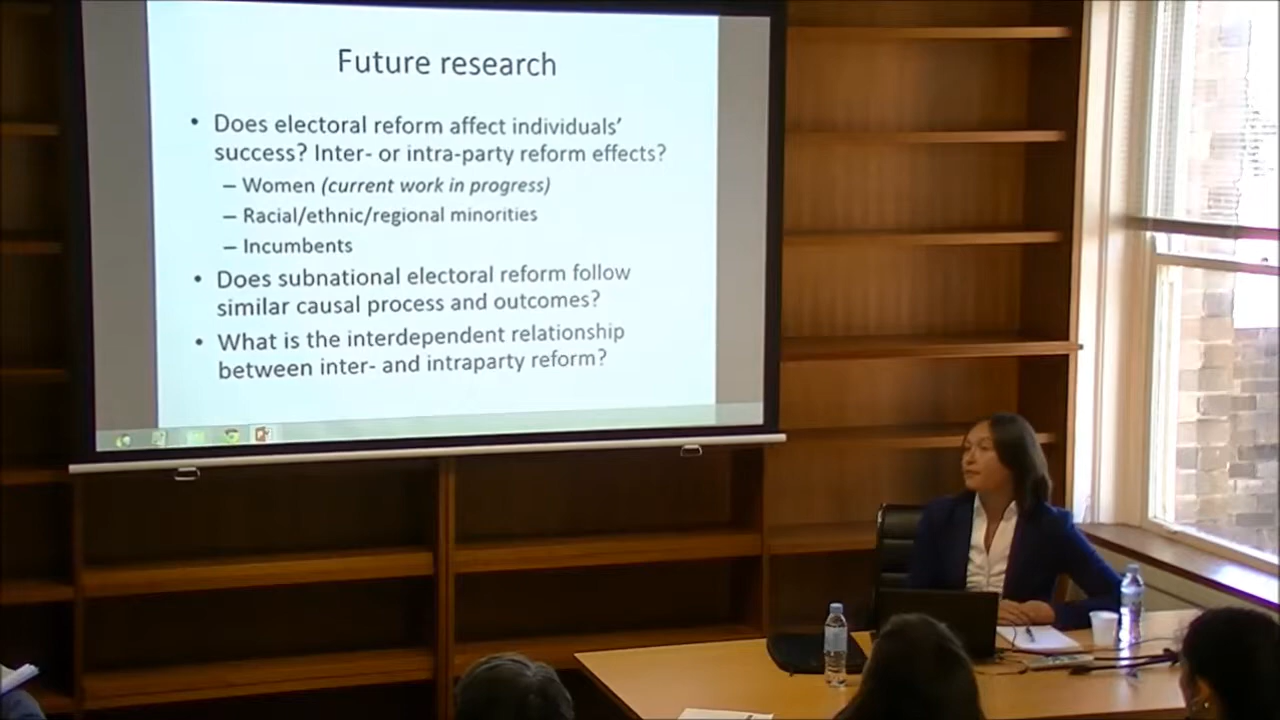 Future research
• Does electoral reform affect individuals'
success? Inter- or intra-party reform effects?
– Women (current work in progress)
– Racial/ethnic/regional minorities
– Incumbents
• Does subnational electoral reform follow
similar causal process and outcomes?
• What is the interdependent relationship
between inter- and intraparty reform?